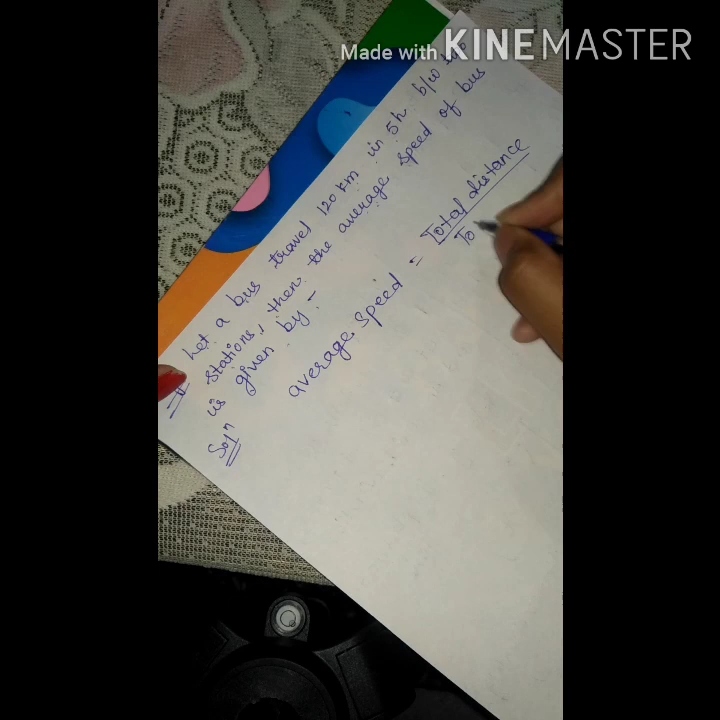 Made with KINEMASTER
Let a bus travel 120 km in 5h b/w
stations, then the average speed of bus
is given by :-
Solⁿ
average speed = Total distance
To